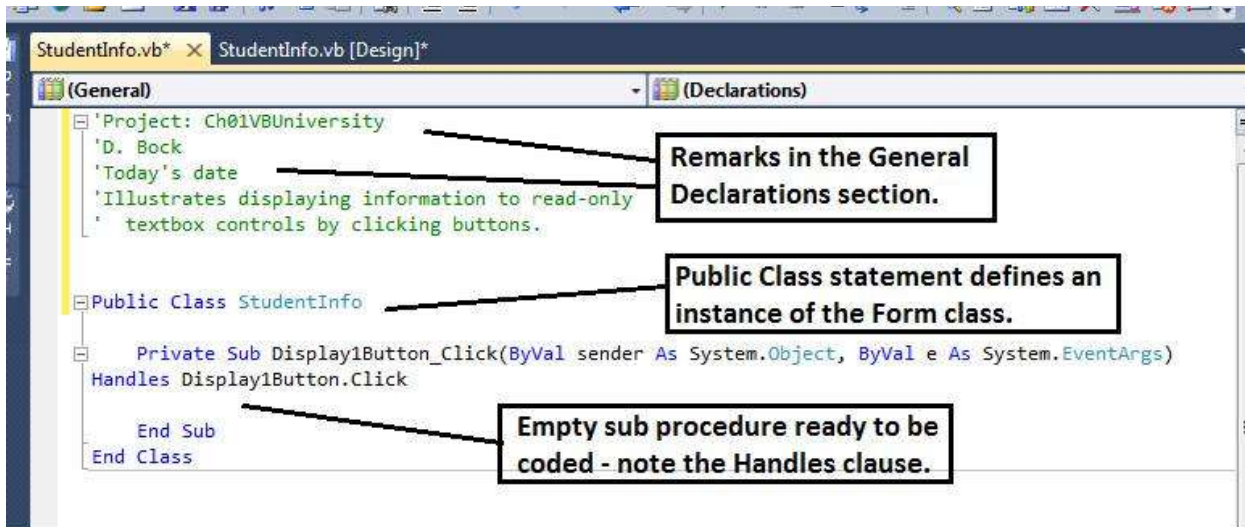 StudentInfo.vb* StudentInfo.vb [Design]*
(General) (Declarations)
'Project: Ch01VBUniversity
'D. Bock
'Today's date
'Illustrates displaying information to read-only
' textbox controls by clicking buttons.
Remarks in the General
Declarations section.
Public Class statement defines an
instance of the Form class.
Public Class StudentInfo
Private Sub Display1Button_Click(ByVal sender As System.Object, ByVal e As System.EventArgs)
Handles Display1Button.Click
End Sub
End Class
Empty sub procedure ready to be
coded - note the Handles clause.